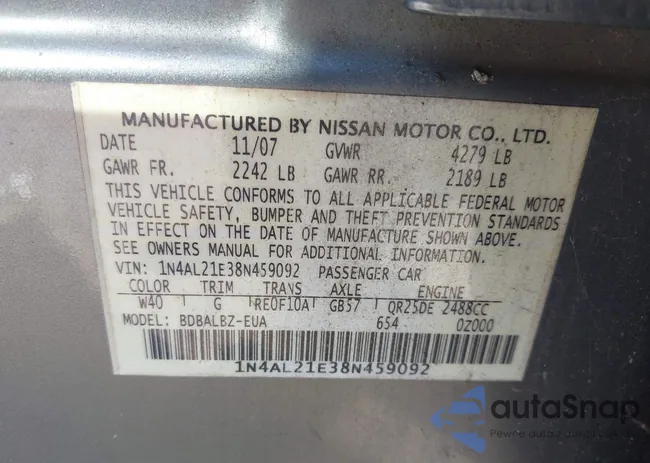 MANUFACTURED BY NISSAN MOTOR CO., LTD.
DATE 11/07 GVWR 4279 LB
GAWR FR. 2242 LB GAWR RR. 2189 LB
THIS VEHICLE CONFORMS TO ALL APPLICABLE FEDERAL MOTOR
VEHICLE SAFETY, BUMPER AND THEFT PREVENTION STANDARDS
IN EFFECT ON THE DATE OF MANUFACTURE SHOWN ABOVE.
SEE OWNERS MANUAL FOR ADDITIONAL INFORMATION.
VIN: 1N4AL21E38N459092 PASSENGER CAR
COLOR TRIM TRANS AXLE ENGINE
W40 G RE0F10A GB57 QR25DE 2488CC
MODEL: BDBALBZ-EUA 654 0Z000
1N4AL21E38N459092
autoSnap
Pewne auta z